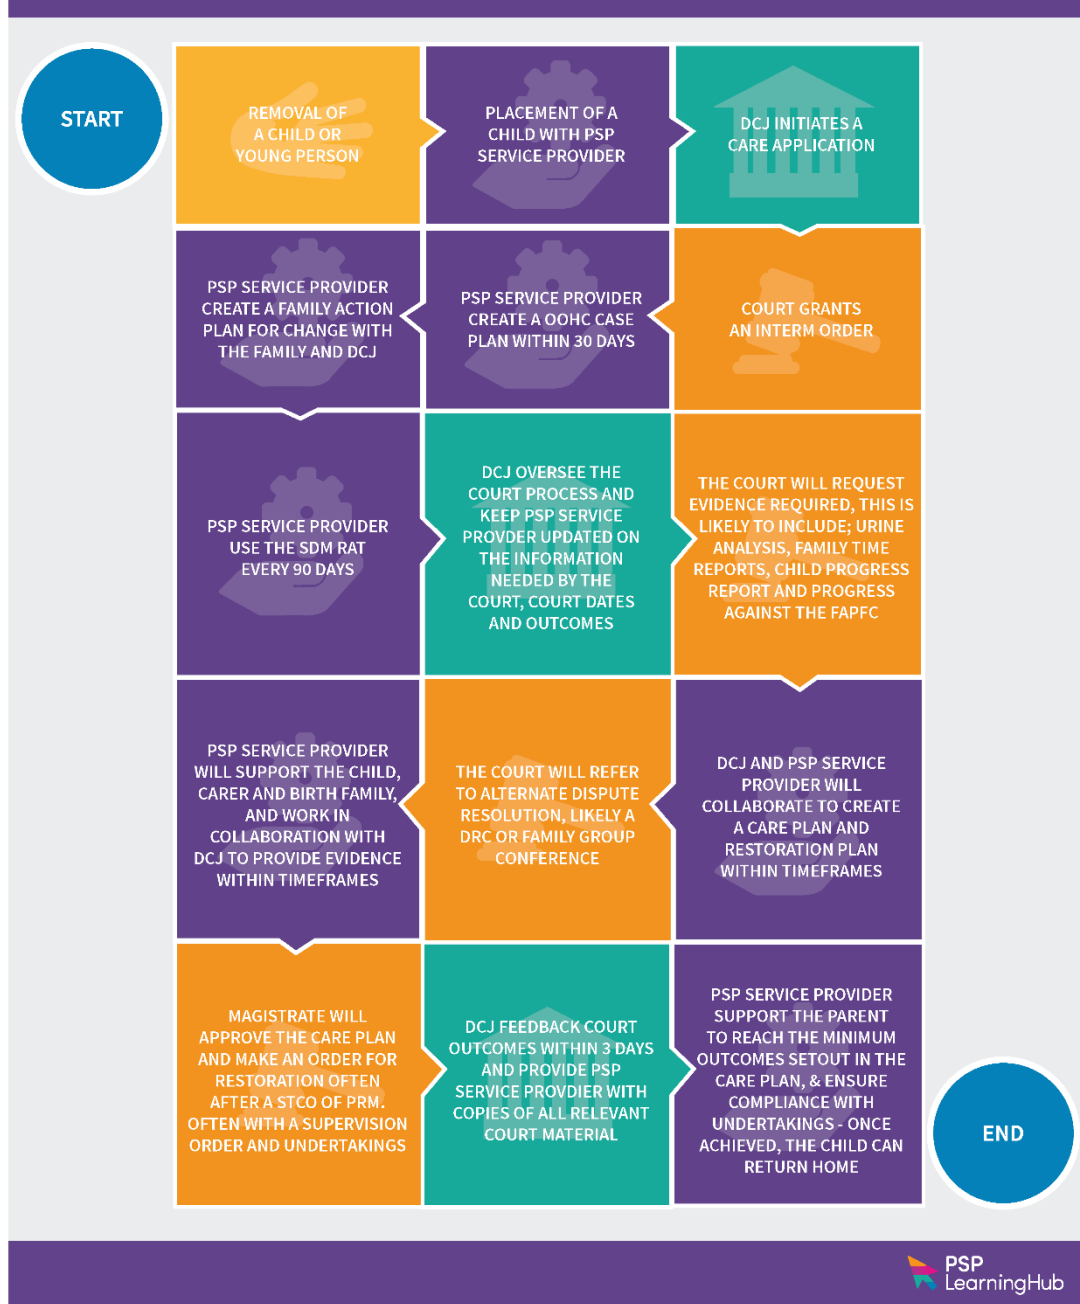 START
REMOVAL OF
A CHILD OR
YOUNG PERSON
PLACEMENT OF A
CHILD WITH PSP
SERVICE PROVIDER
DCJ INITIATES A
CARE APPLICATION
COURT GRANTS
AN INTERM ORDER
PSP SERVICE PROVIDER
CREATE A OOHC CASE
PLAN WITHIN 30 DAYS
PSP SERVICE PROVIDER
CREATE A FAMILY ACTION
PLAN FOR CHANGE WITH
THE FAMILY AND DCJ
PSP SERVICE PROVIDER
USE THE SDM RAT
EVERY 90 DAYS
DCJ OVERSEE THE
COURT PROCESS AND
KEEP PSP SERVICE
PROVDER UPDATED ON
THE INFORMATION
NEEDED BY THE
COURT, COURT DATES
AND OUTCOMES
THE COURT WILL REQUEST
EVIDENCE REQUIRED, THIS IS
LIKELY TO INCLUDE; URINE
ANALYSIS, FAMILY TIME
REPORTS, CHILD PROGRESS
REPORT AND PROGRESS
AGAINST THE FAPFC
DCJ AND PSP SERVICE
PROVIDER WILL
COLLABORATE TO CREATE
A CARE PLAN AND
RESTORATION PLAN
WITHIN TIMEFRAMES
THE COURT WILL REFER
TO ALTERNATE DISPUTE
RESOLUTION, LIKELY A
DRC OR FAMILY GROUP
CONFERENCE
PSP SERVICE PROVIDER
WILL SUPPORT THE CHILD,
CARER AND BIRTH FAMILY,
AND WORK IN
COLLABORATION WITH
DCJ TO PROVIDE EVIDENCE
WITHIN TIMEFRAMES
MAGISTRATE WILL
APPROVE THE CARE PLAN
AND MAKE AN ORDER FOR
RESTORATION OFTEN
AFTER A STCO OF PRM.
OFTEN WITH A SUPERVISION
ORDER AND UNDERTAKINGS
DCJ FEEDBACK COURT
OUTCOMES WITHIN 3 DAYS
AND PROVIDE PSP
SERVICE PROVDIER WITH
COPIES OF ALL RELEVANT
COURT MATERIAL
PSP SERVICE PROVIDER
SUPPORT THE PARENT
TO REACH THE MINIMUM
OUTCOMES SETOUT IN THE
CARE PLAN, & ENSURE
COMPLIANCE WITH
UNDERTAKINGS - ONCE
ACHIEVED, THE CHILD CAN
RETURN HOME
END
PSP
LearningHub